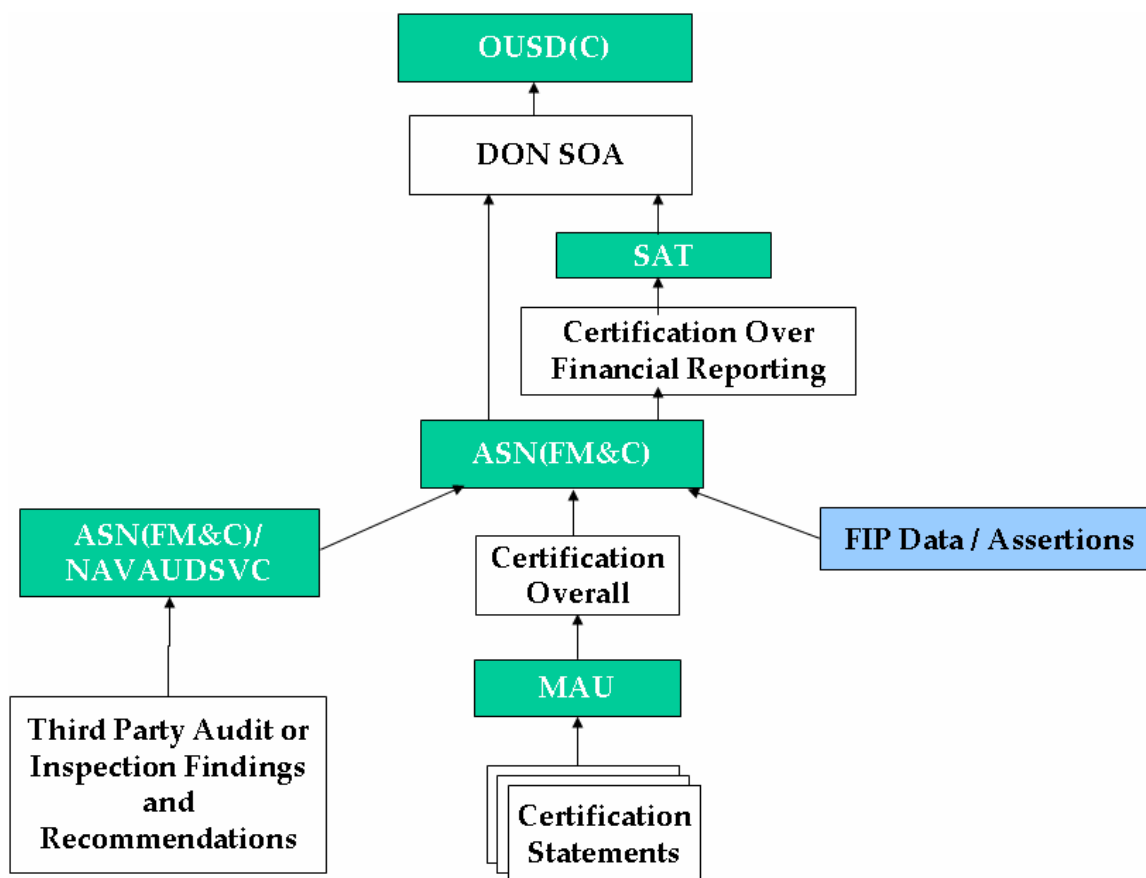 OUSD(C)
DON SOA
SAT
Certification Over
Financial Reporting
ASN(FM&C)
ASN(FM&C)/
NAVAUDSVC
Certification
Overall
FIP Data / Assertions
MAU
Third Party Audit or
Inspection Findings
and
Recommendations
Certification
Statements